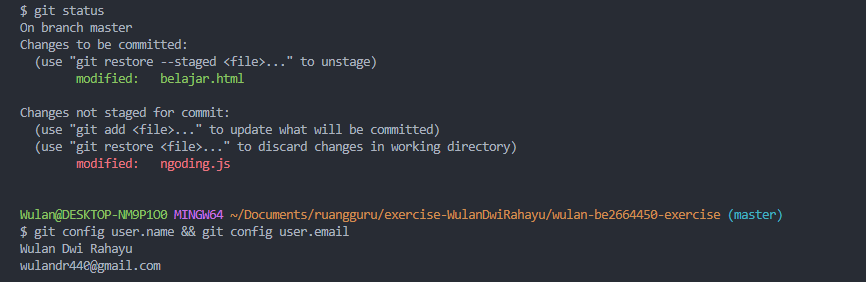 $ git status
On branch master
Changes to be committed:
  (use "git restore --staged <file>..." to unstage)
        modified:   belajar.html

Changes not staged for commit:
  (use "git add <file>..." to update what will be committed)
  (use "git restore <file>..." to discard changes in working directory)
        modified:   ngoding.js

Wulan@DESKTOP-NM9P1O0 MINGW64 ~/Documents/ruangguru/exercise-WulanDwiRahayu/wulan-be2664450-exercise (master)
$ git config user.name && git config user.email
Wulan Dwi Rahayu
wulandr440@gmail.com